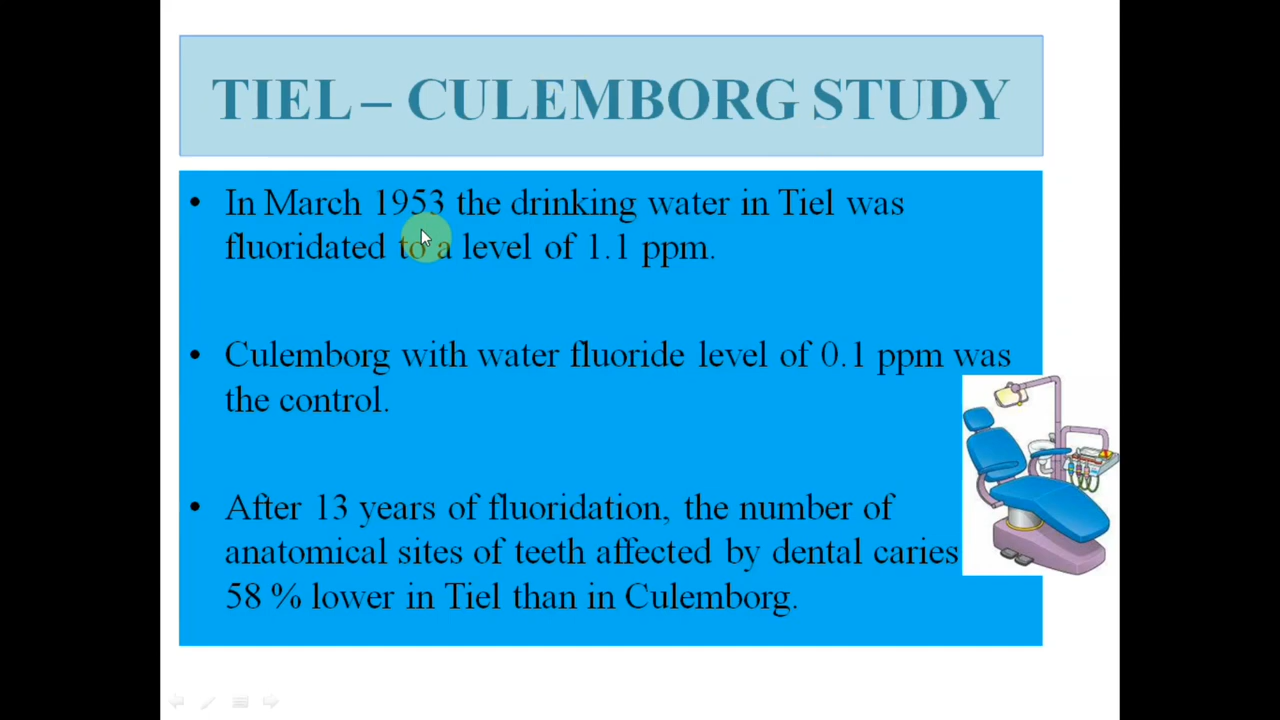 TIEL – CULEMBORG STUDY
• In March 1953 the drinking water in Tiel was
fluoridated to a level of 1.1 ppm.
• Culemborg with water fluoride level of 0.1 ppm was
the control.
• After 13 years of fluoridation, the number of
anatomical sites of teeth affected by dental caries
58 % lower in Tiel than in Culemborg.